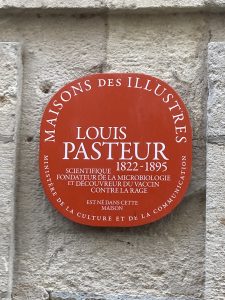 MAISONS DES ILLUSTRES
LOUIS
PASTEUR
1822-1895
SCIENTIFIQUE
FONDATEUR DE LA MICROBIOLOGIE
ET DÉCOUVREUR DU VACCIN
CONTRE LA RAGE
EST NÉ DANS CETTE
MAISON
MINISTÈRE DE LA CULTURE ET DE LA COMMUNICATION